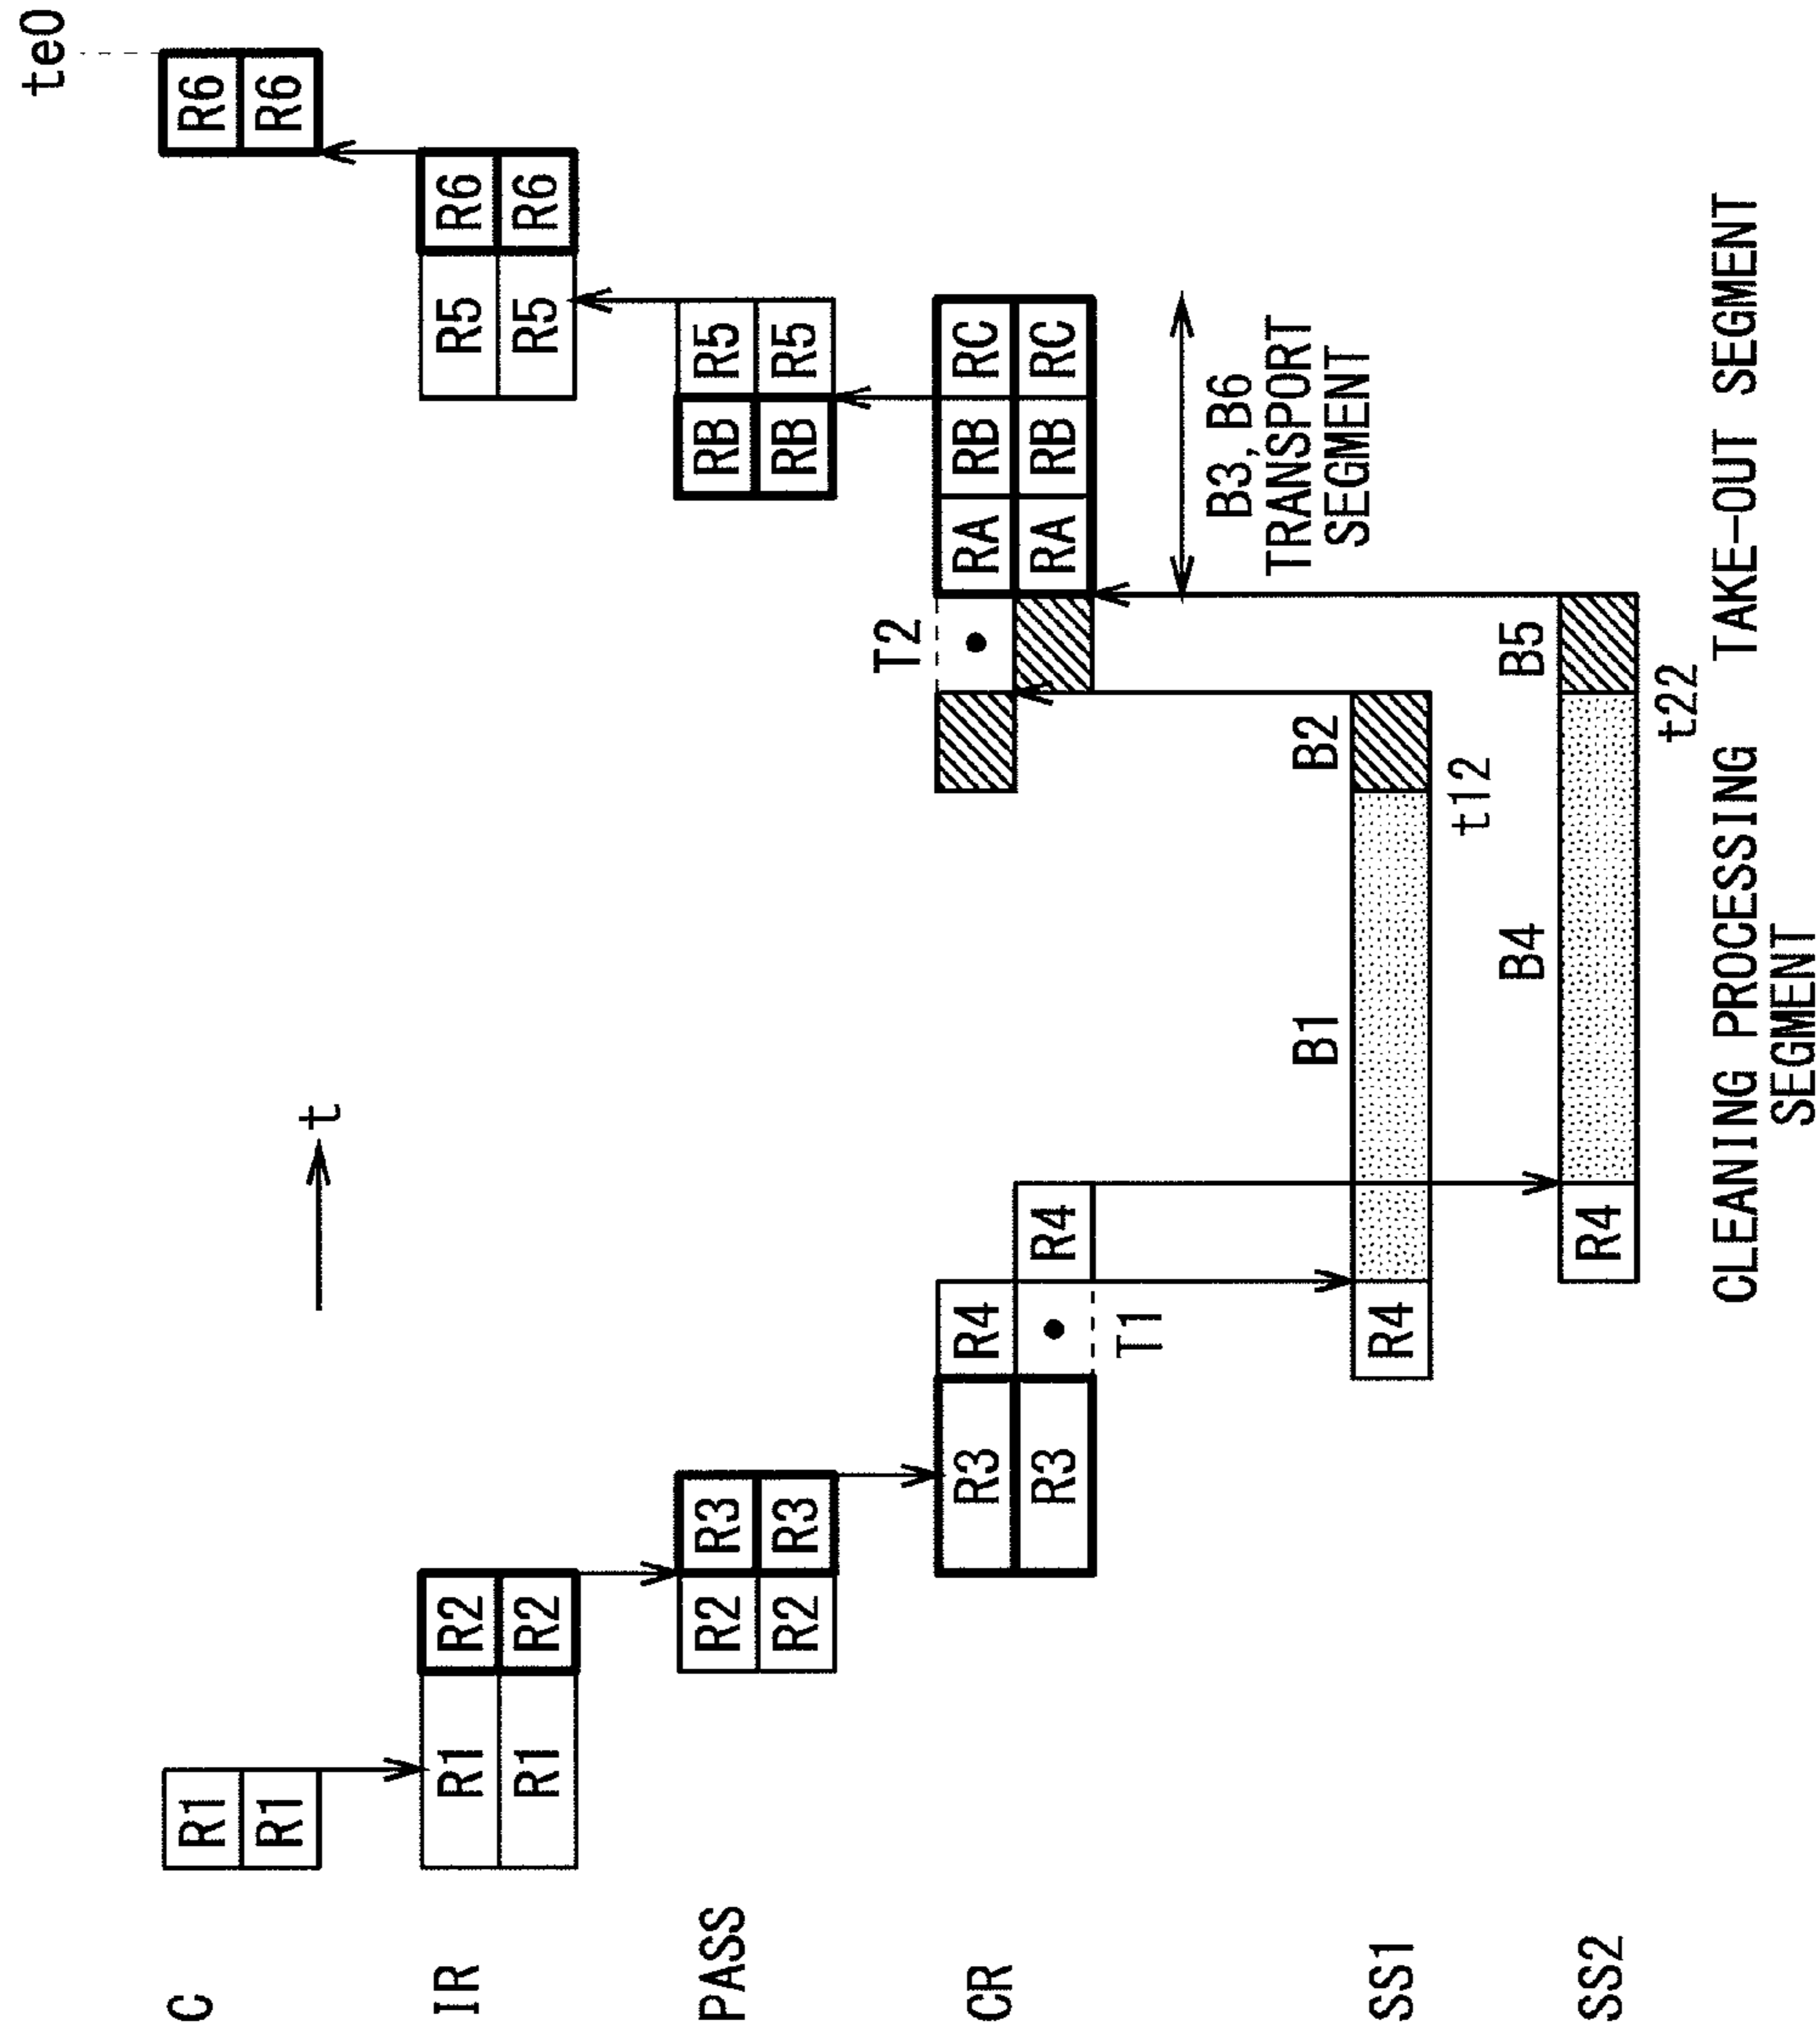 te0
C R1 R6
R1 R6
t
IR R1 R2 R5 R6
R1 R2 R5 R6
PASS R2 R3 RB R5
R2 R3 RB R5
T2
CR R3 R4 RA RB RC
R3 R4 RA RB RC
T1
B3, B6
TRANSPORT
SEGMENT
B1 B2
SS1 R4
t12
B4 B5
SS2 R4
t22
CLEANING PROCESSING
SEGMENT
TAKE-OUT SEGMENT